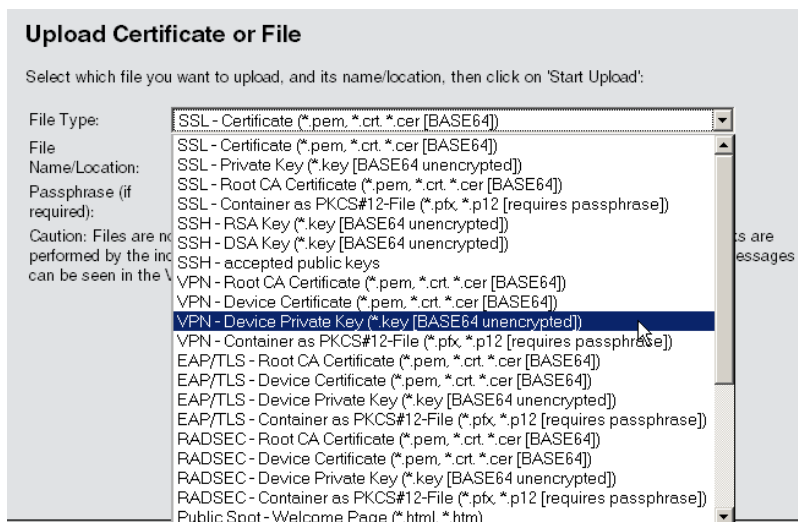 Upload Certificate or File
Select which file you want to upload, and its name/location, then click on 'Start Upload':
File Type:
SSL - Certificate (*.pem, *.crt. *.cer [BASE64])
File
Name/Location:
Passphrase (if
required):
Caution: Files are
performed by the
can be seen in the
s are
essages
SSL - Certificate (*.pem, *.crt. *.cer [BASE64])
SSL - Private Key (*.key [BASE64 unencrypted])
SSL - Root CA Certificate (*.pem, *.crt. *.cer [BASE64])
SSL - Container as PKCS#12-File (*.pfx, *.p12 [requires passphrase])
SSH - RSA Key (*.key [BASE64 unencrypted])
SSH - DSA Key (*.key [BASE64 unencrypted])
SSH - accepted public keys
VPN - Root CA Certificate (*.pem, *.crt. *.cer [BASE64])
VPN - Device Certificate (*.pem, *.crt. *.cer [BASE64])
VPN - Device Private Key (*.key [BASE64 unencrypted])
VPN - Container as PKCS#12-File (*.pfx, *.p12 [requires passphrase])
EAP/TLS - Root CA Certificate (*.pem, *.crt. *.cer [BASE64])
EAP/TLS - Device Certificate (*.pem, *.crt. *.cer [BASE64])
EAP/TLS - Device Private Key (*.key [BASE64 unencrypted])
EAP/TLS - Container as PKCS#12-File (*.pfx, *.p12 [requires passphrase])
RADSEC - Root CA Certificate (*.pem, *.crt. *.cer [BASE64])
RADSEC - Device Certificate (*.pem, *.crt. *.cer [BASE64])
RADSEC - Device Private Key (*.key [BASE64 unencrypted])
RADSEC - Container as PKCS#12-File (*.pfx, *.p12 [requires passphrase])
Public Spot - Welcome Page (*.html, *.htm)